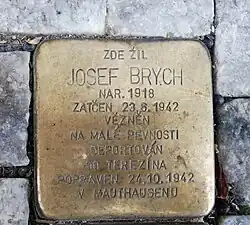 ZDE ŽIL
JOSEF BRYCH
NAR. 1918
ZATČEN 23.6.1942
VĚZNĚN
NA MALÉ PEVNOSTI
DEPORTOVÁN
DO TEREZÍNA
POPRAVEN 24.10.1942
V MAUTHAUSENU